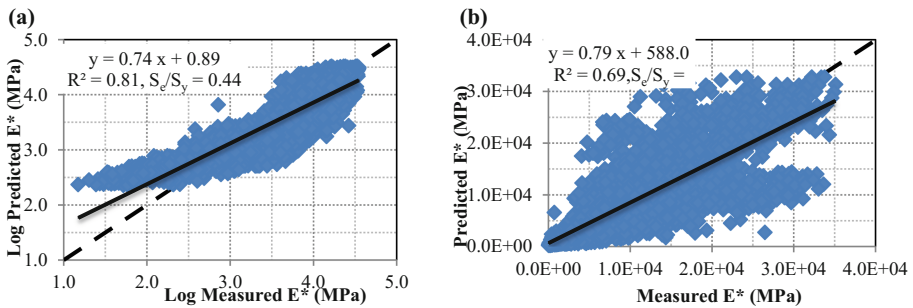 (a)
5.0
4.0
3.0
2.0
1.0
Log Predicted E* (MPa)
y = 0.74 x + 0.89
R² = 0.81, Se/Sy = 0.44
1.0 2.0 3.0 4.0 5.0
Log Measured E* (MPa)
(b)
4.0E+04
3.0E+04
2.0E+04
1.0E+04
0.0E+00
Predicted E* (MPa)
y = 0.79 x + 588.0
R² = 0.69,Se/Sy =
0.0E+00 1.0E+04 2.0E+04 3.0E+04 4.0E+04
Measured E* (MPa)